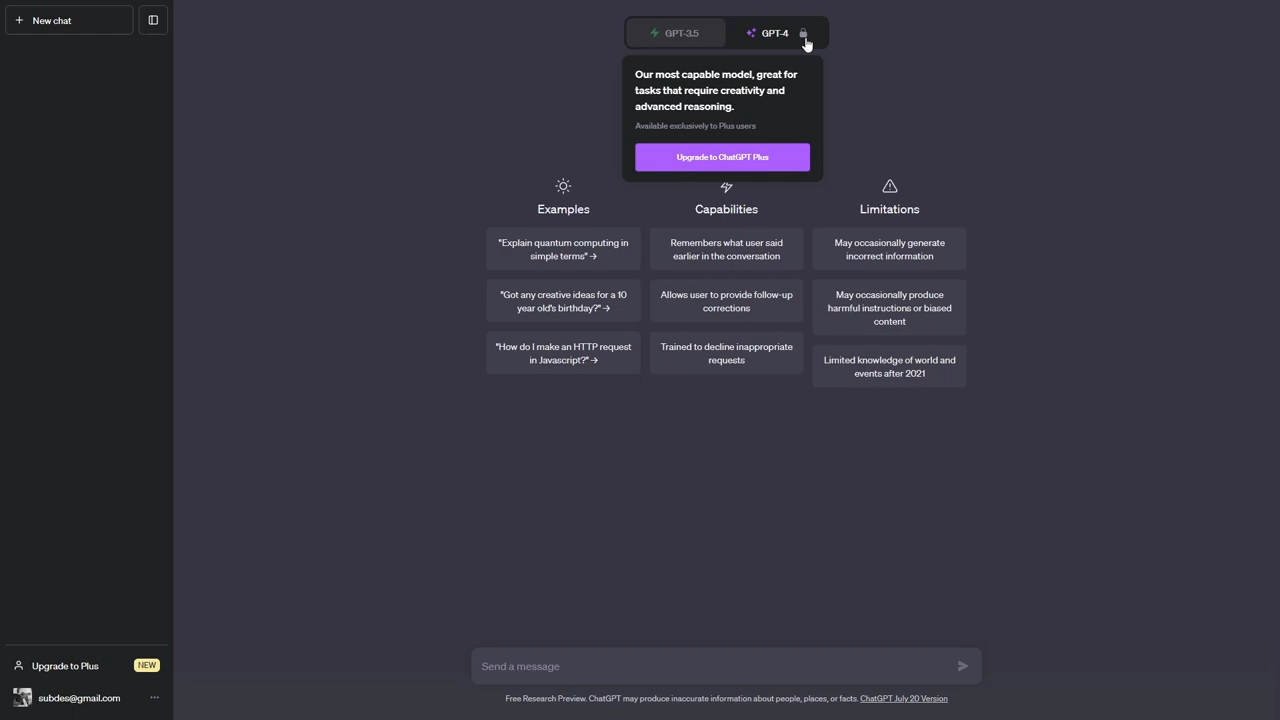 New chat
GPT-3.5
GPT-4
Our most capable model, great for
tasks that require creativity and
advanced reasoning.
Available exclusively to Plus users
Upgrade to ChatGPT Plus
Examples
"Explain quantum computing in
simple terms" →
"Got any creative ideas for a 10
year old's birthday?" →
"How do I make an HTTP request
in Javascript?" →
Capabilities
Remembers what user said
earlier in the conversation
Allows user to provide follow-up
corrections
Trained to decline inappropriate
requests
Limitations
May occasionally generate
incorrect information
May occasionally produce
harmful instructions or biased
content
Limited knowledge of world and
events after 2021
Upgrade to Plus NEW
subdes@gmail.com
Send a message
Free Research Preview. ChatGPT may produce inaccurate information about people, places, or facts. ChatGPT July 20 Version